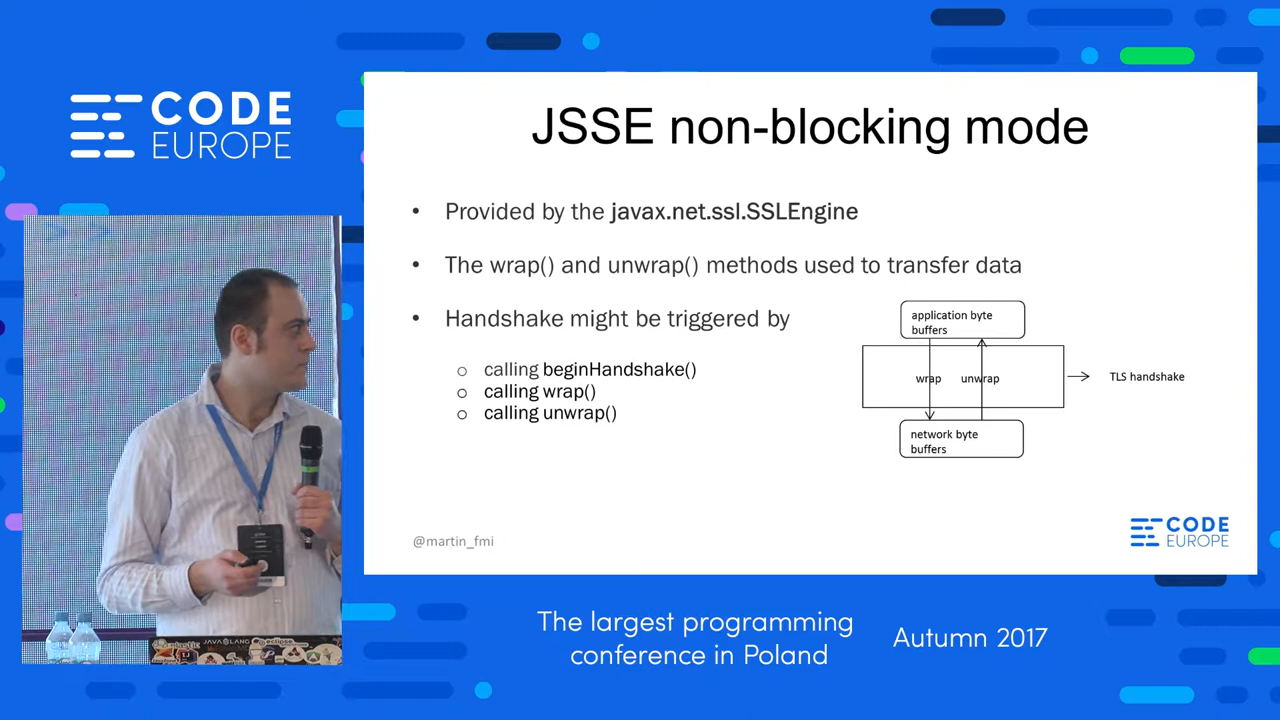 CODE
EUROPE
JSSE non-blocking mode
• Provided by the javax.net.ssl.SSLEngine
• The wrap() and unwrap() methods used to transfer data
• Handshake might be triggered by
○ calling beginHandshake()
○ calling wrap()
○ calling unwrap()
application byte
buffers
wrap
unwrap
TLS handshake
network byte
buffers
@martin_fmi
CODE
EUROPE
JAVA2LANG
eclipse
The largest programming
conference in Poland
Autumn 2017